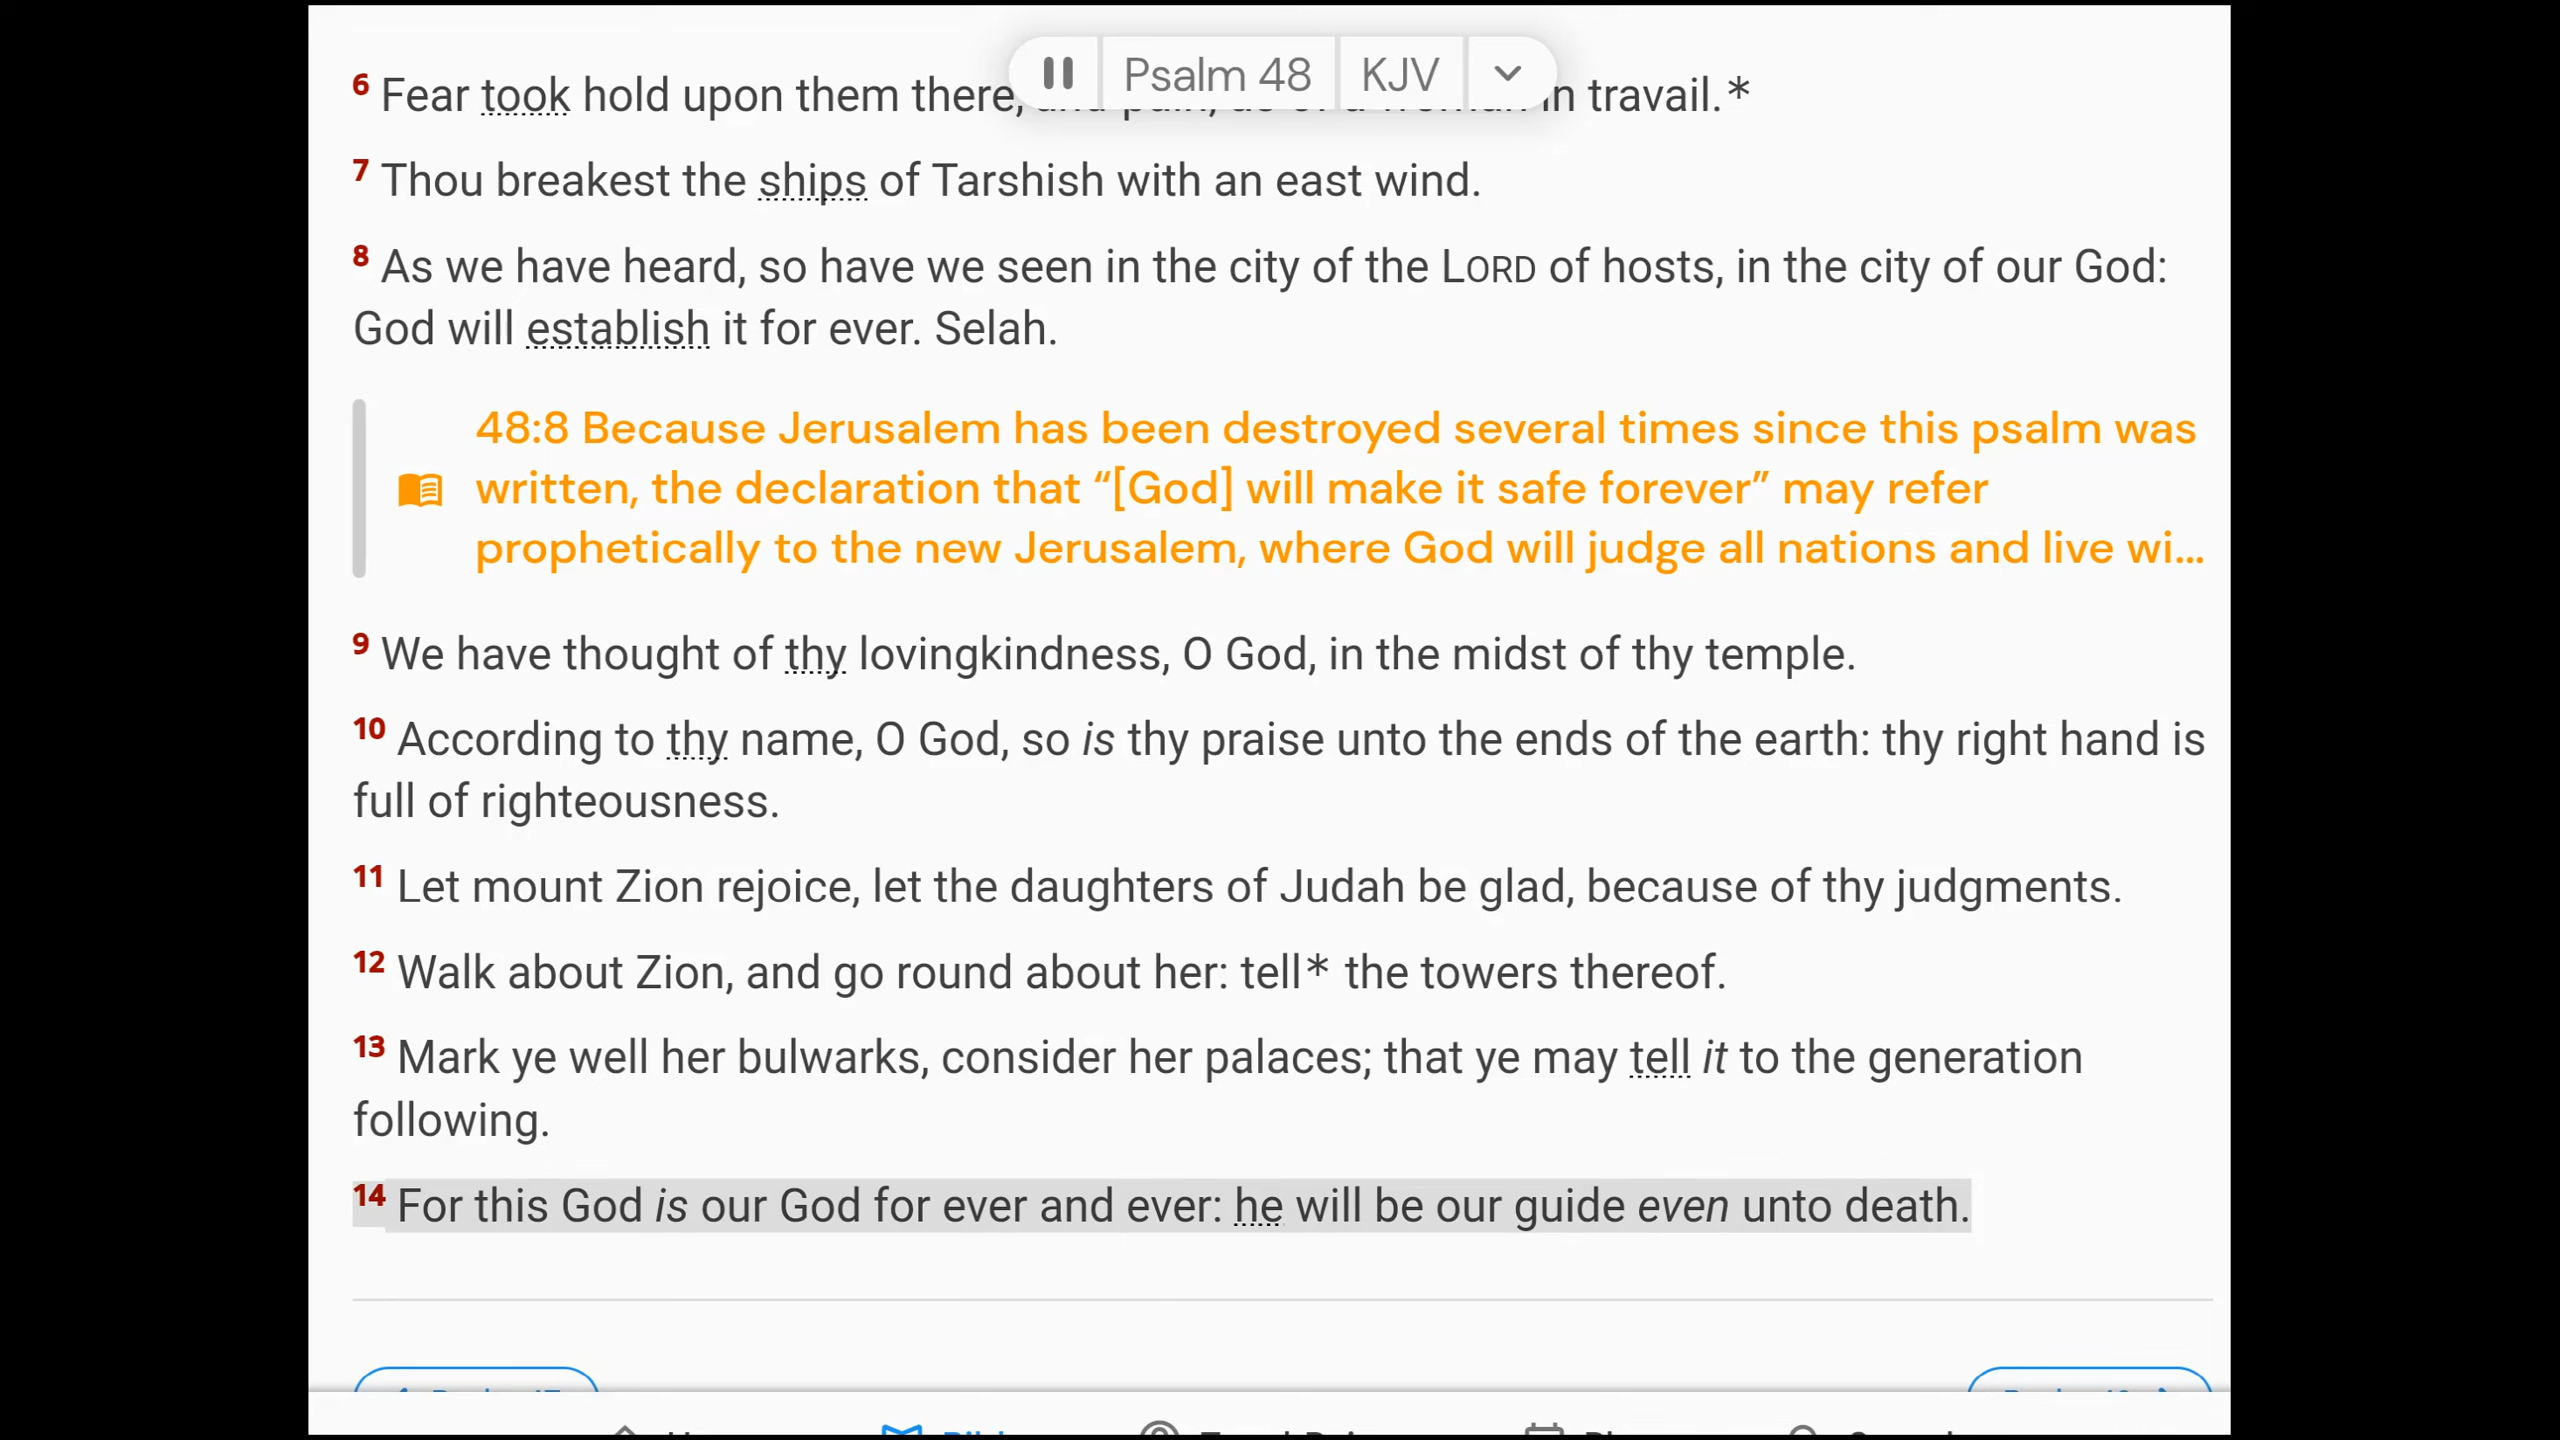 Psalm 48 KJV
6 Fear took hold upon them there, in travail.*
7 Thou breakest the ships of Tarshish with an east wind.
8 As we have heard, so have we seen in the city of the LORD of hosts, in the city of our God:
God will establish it for ever. Selah.
48:8 Because Jerusalem has been destroyed several times since this psalm was
written, the declaration that “[God] will make it safe forever” may refer
prophetically to the new Jerusalem, where God will judge all nations and live wi...
9 We have thought of thy lovingkindness, O God, in the midst of thy temple.
10 According to thy name, O God, so is thy praise unto the ends of the earth: thy right hand is
full of righteousness.
11 Let mount Zion rejoice, let the daughters of Judah be glad, because of thy judgments.
12 Walk about Zion, and go round about her: tell* the towers thereof.
13 Mark ye well her bulwarks, consider her palaces; that ye may tell it to the generation
following.
14 For this God is our God for ever and ever: he will be our guide even unto death.